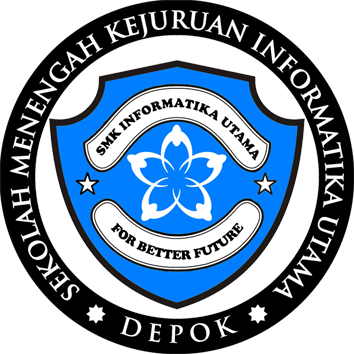 SEKOLAH MENENGAH KEJURUAN INFORMATIKA UTAMA
SMK INFORMATIKA UTAMA
FOR BETTER FUTURE
DEPOK